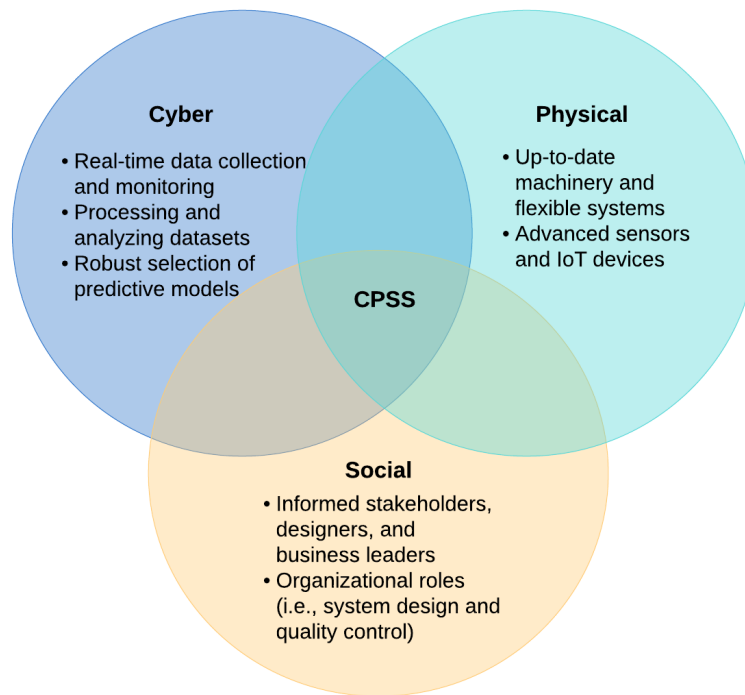 Cyber
• Real-time data collection
and monitoring
• Processing and
analyzing datasets
• Robust selection of
predictive models
Physical
• Up-to-date
machinery and
flexible systems
• Advanced sensors
and IoT devices
CPSS
Social
• Informed stakeholders,
designers, and
business leaders
• Organizational roles
(i.e., system design and
quality control)